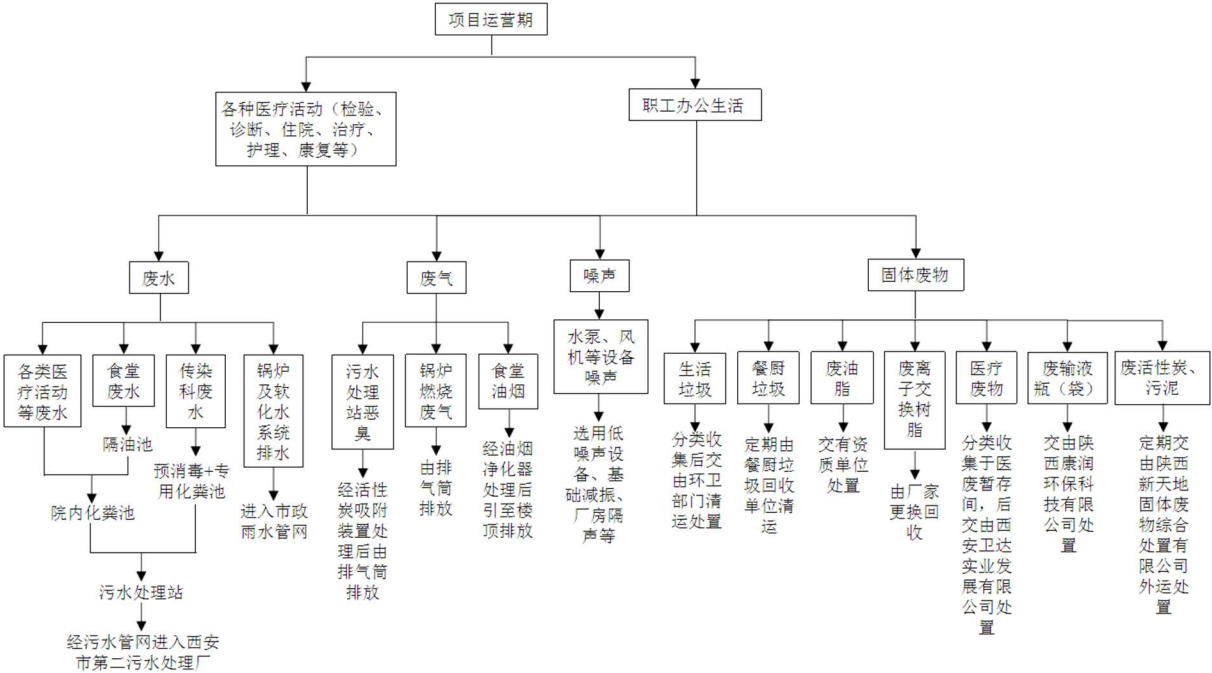 项目运营期
各种医疗活动（检验、
诊断、住院、治疗、
护理、康复等）
职工办公生活
废水
废气
噪声
固体废物
各类医
疗活动
等废水
食堂
废水
传染
科废
水
锅炉
及软
化水
系统
排水
污水
处理
站恶
臭
锅炉
燃烧
废气
食堂
油烟
水泵、风
机等设备
噪声
生活
垃圾
餐厨
垃圾
废油
脂
废离
子交
换树
脂
医疗
废物
废输液
瓶（袋）
废活性炭、
污泥
隔油池
预消毒+专
用化粪池
院内化粪池
进入市政
雨水管网
污水处理站
经污水管网进入西安
市第二污水处理厂
经活性
炭吸附
装置处
理后由
排气筒
排放
由排
气筒
排放
经油烟
净化器
处理后
引至楼
顶排放
选用低
噪声设
备、基
础减振、
厂房隔
声等
分类收
集后交
由环卫
部门清
运处置
定期由
餐厨垃
圾回收
单位清
运
交有资
质单位
处置
由厂家
更换回
收
分类收
集于医
废暂存
间，后
交由西
安卫达
实业发
展有限
公司处
置
交由陕
西康润
环保科
技有限
公司处
置
定期交
由陕西
新天地
固体废
物综合
处置有
限公司
外运处
置